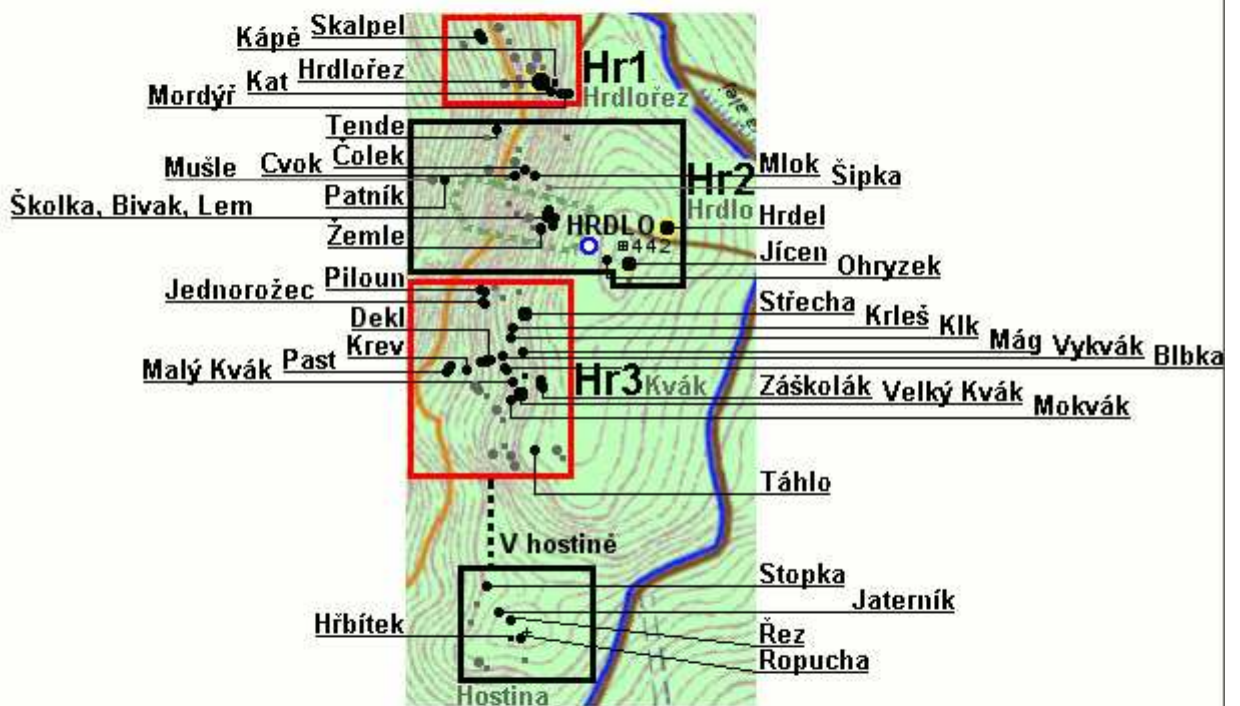 Skalpel
Kápě
Hr1
Hrdlořez
Kat
Hrdlořez
Mordýř
Tende
Čolek
Mlok
Mušle
Cvok
Šipka
Hr2
Patník
Hrdlo
Školka, Bivak, Lem
HRDLO
Hrdel
Žemle
442
Jícen
Ohryzek
Piloun
Jednorožec
Střecha
Krleš
Dekl
Klk
Mág
Vykvák
Krev
Blbka
Past
Malý Kvák
Hr3
Kvák
Záškolák
Velký Kvák
Mokvák
Táhlo
V hostině
Stopka
Jaterník
Hřbítek
Řez
Ropucha
Hostina